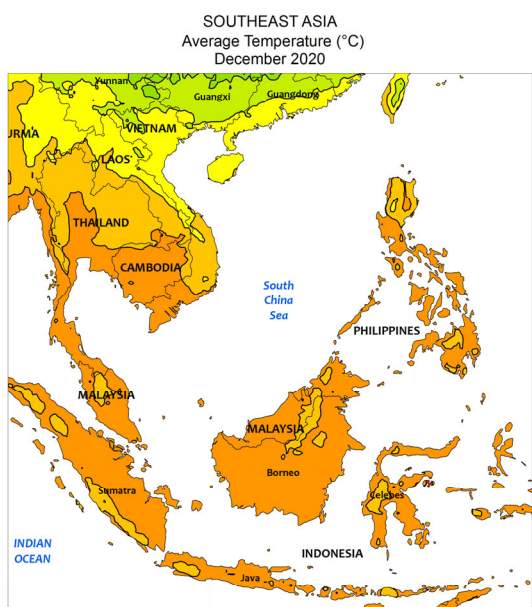 SOUTHEAST ASIA
Average Temperature (°C)
December 2020
Yunnan
Guangxi
Guangdong
VIETNAM
URMA
LAOS
THAILAND
CAMBODIA
South
China
Sea
PHILIPPINES
MALAYSIA
MALAYSIA
Borneo
Sumatra
Celebes
INDIAN
OCEAN
INDONESIA
Java